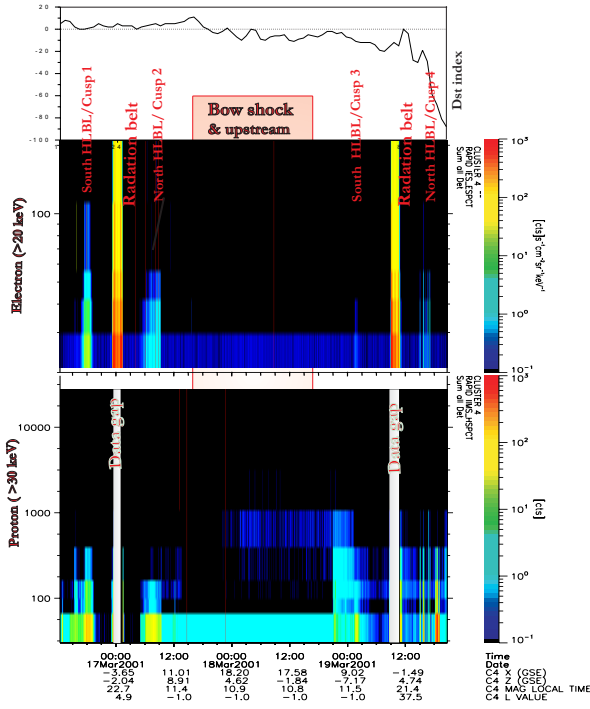 20
0
-20
-40
-60
-80
-100
Dst index
South HLBL/Cusp 1
Radation belt
North HLBL/ Cusp 2
Bow shock
& upstream
South HLBL/Cusp 3
Radation belt
North HLBL/Cusp 4
Electron (>20 keV)
100
CLUSTER 4
RAPID IES_ESPCT
Sum all Det
10³
10²
10¹
10⁰
10⁻¹
[cts]s⁻¹cm⁻²sr⁻¹keV⁻¹
Proton ( >30 keV)
10000
1000
100
Data gap
Data gap
CLUSTER 4
RAPID IIMS_HSPCT
Sum all Det
10³
10²
10¹
10⁰
10⁻¹
[cts]
00:00 12:00 00:00 12:00 00:00 12:00 Time
17Mar2001 18Mar2001 19Mar2001 Date
-3.65 11.01 18.20 17.58 9.02 -1.49 C4 X (GSE)
-2.04 8.91 4.62 -1.84 -7.17 4.74 C4 Z (GSE)
22.7 11.4 10.9 10.8 11.5 21.4 C4 MAG LOCAL TIME
4.9 -1.0 -1.0 -1.0 -1.0 37.5 C4 L VALUE